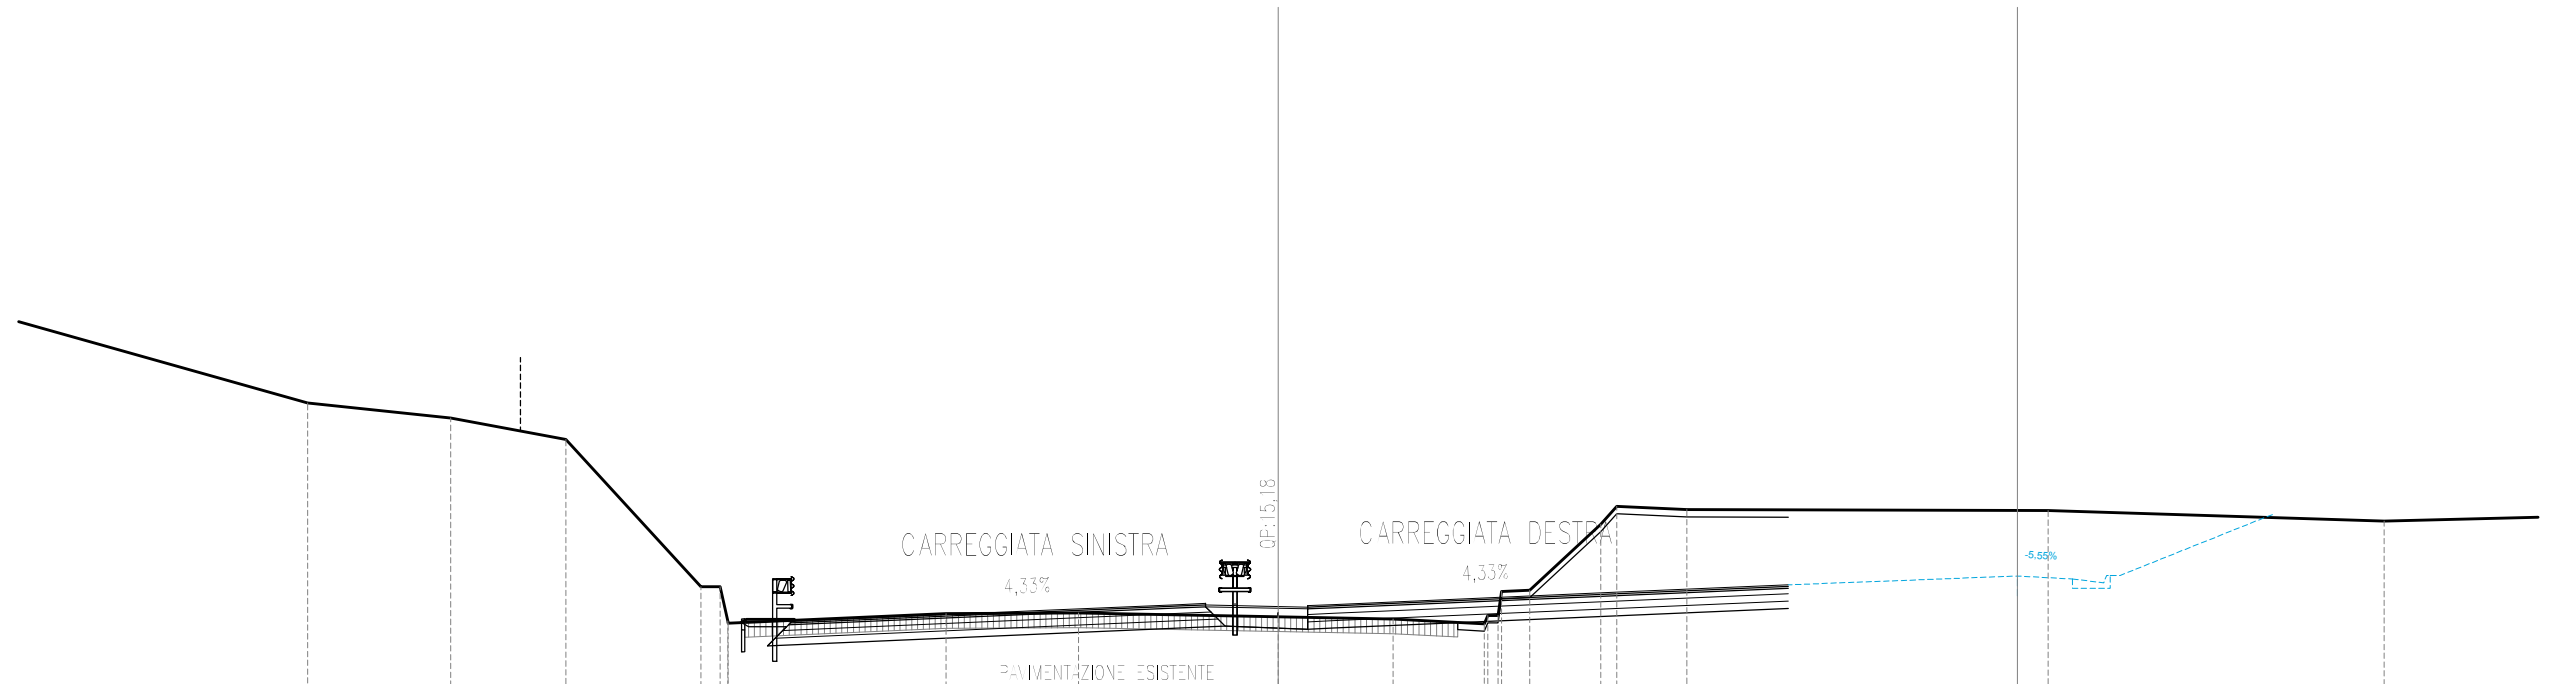 QP:15,18
CARREGGIATA DESTRA
CARREGGIATA SINISTRA
-5.55%
4,33%
4,33%
PAVIMENTAZIONE ESISTENTE